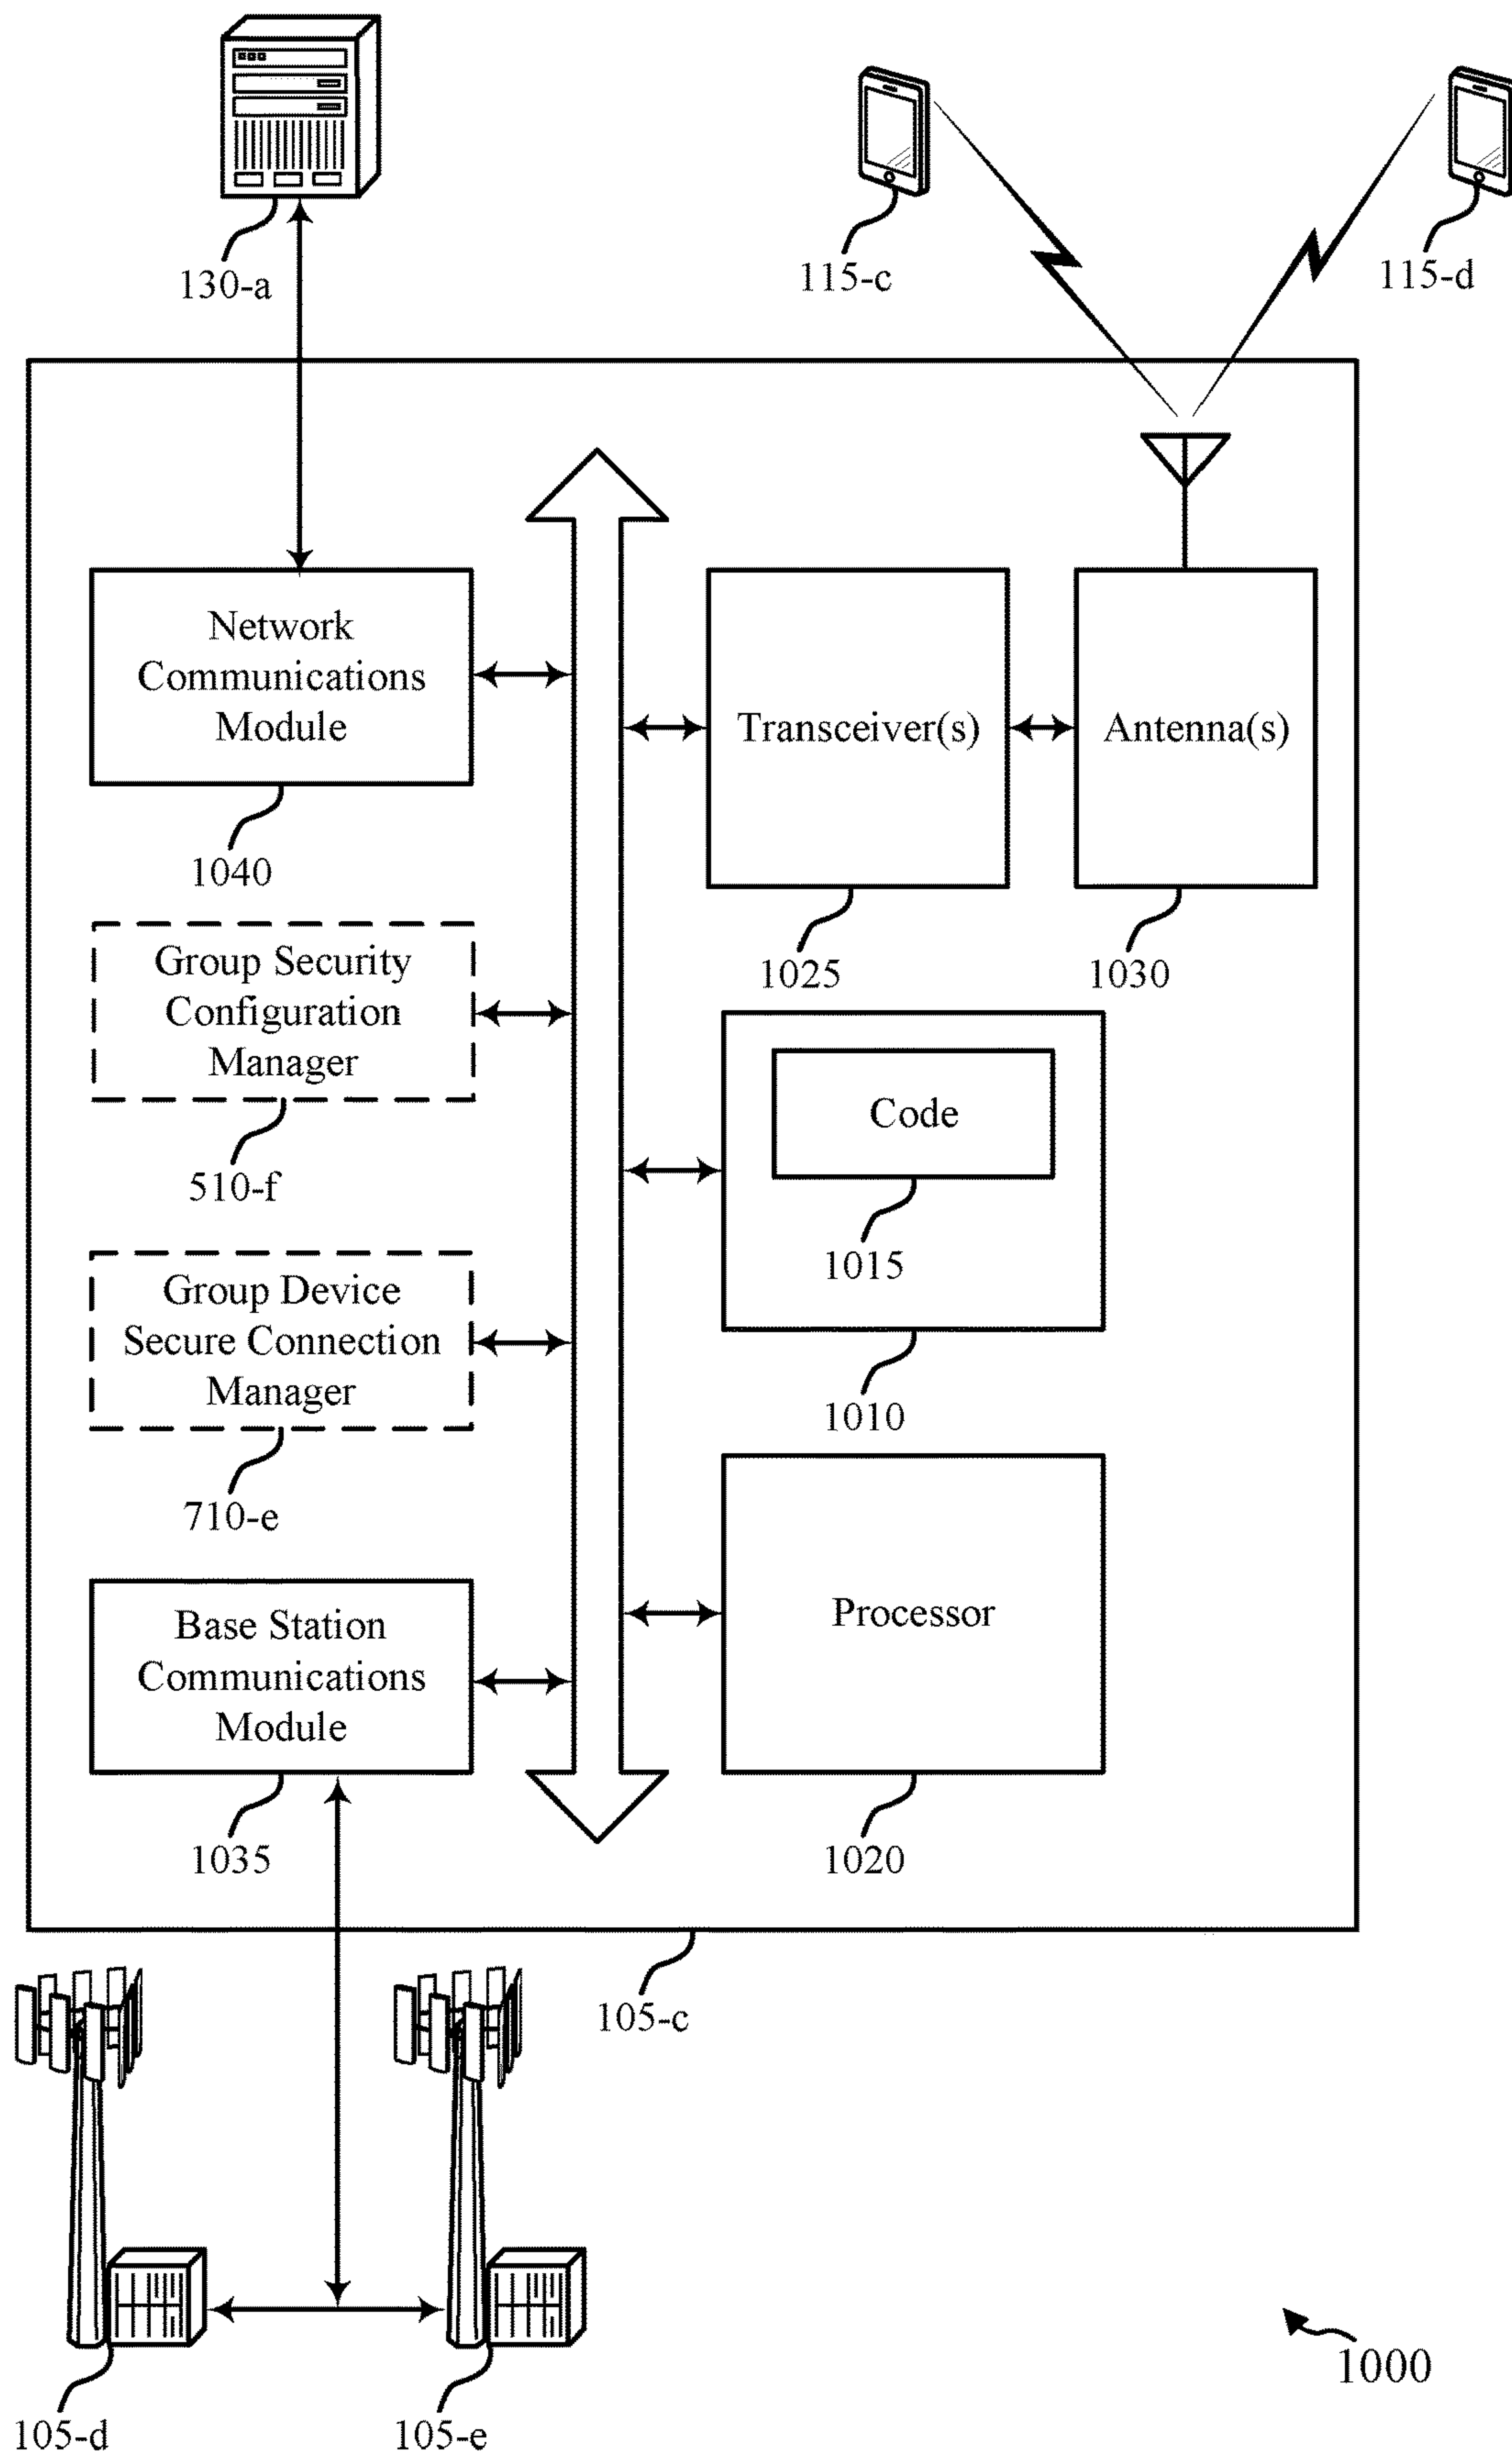 130-a
115-c
115-d
Network
Communications
Module
1040
Transceiver(s)
1025
Antenna(s)
1030
Group Security
Configuration
Manager
510-f
Code
1015
1010
Group Device
Secure Connection
Manager
710-e
Base Station
Communications
Module
1035
Processor
1020
105-c
105-d
105-e
1000